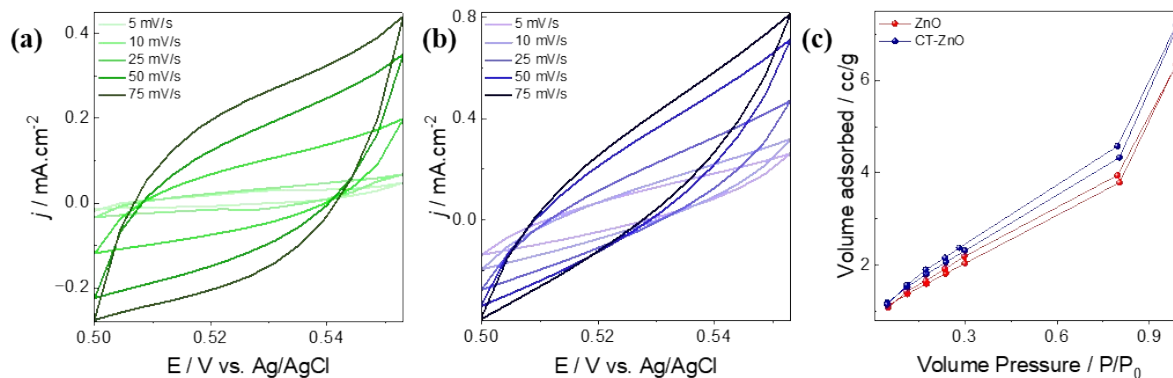 (a)
5 mV/s
10 mV/s
25 mV/s
50 mV/s
75 mV/s
0.4
0.2
0.0
−0.2
j / mA.cm-2
0.50
0.52
0.54
E / V vs. Ag/AgCl
(b)
5 mV/s
10 mV/s
25 mV/s
50 mV/s
75 mV/s
0.8
0.4
0.0
j / mA.cm-2
0.50
0.52
0.54
E / V vs. Ag/AgCl
(c)
ZnO
CT-ZnO
6
4
2
Volume adsorbed / cc/g
0.0
0.3
0.6
0.9
Volume Pressure / P/P0